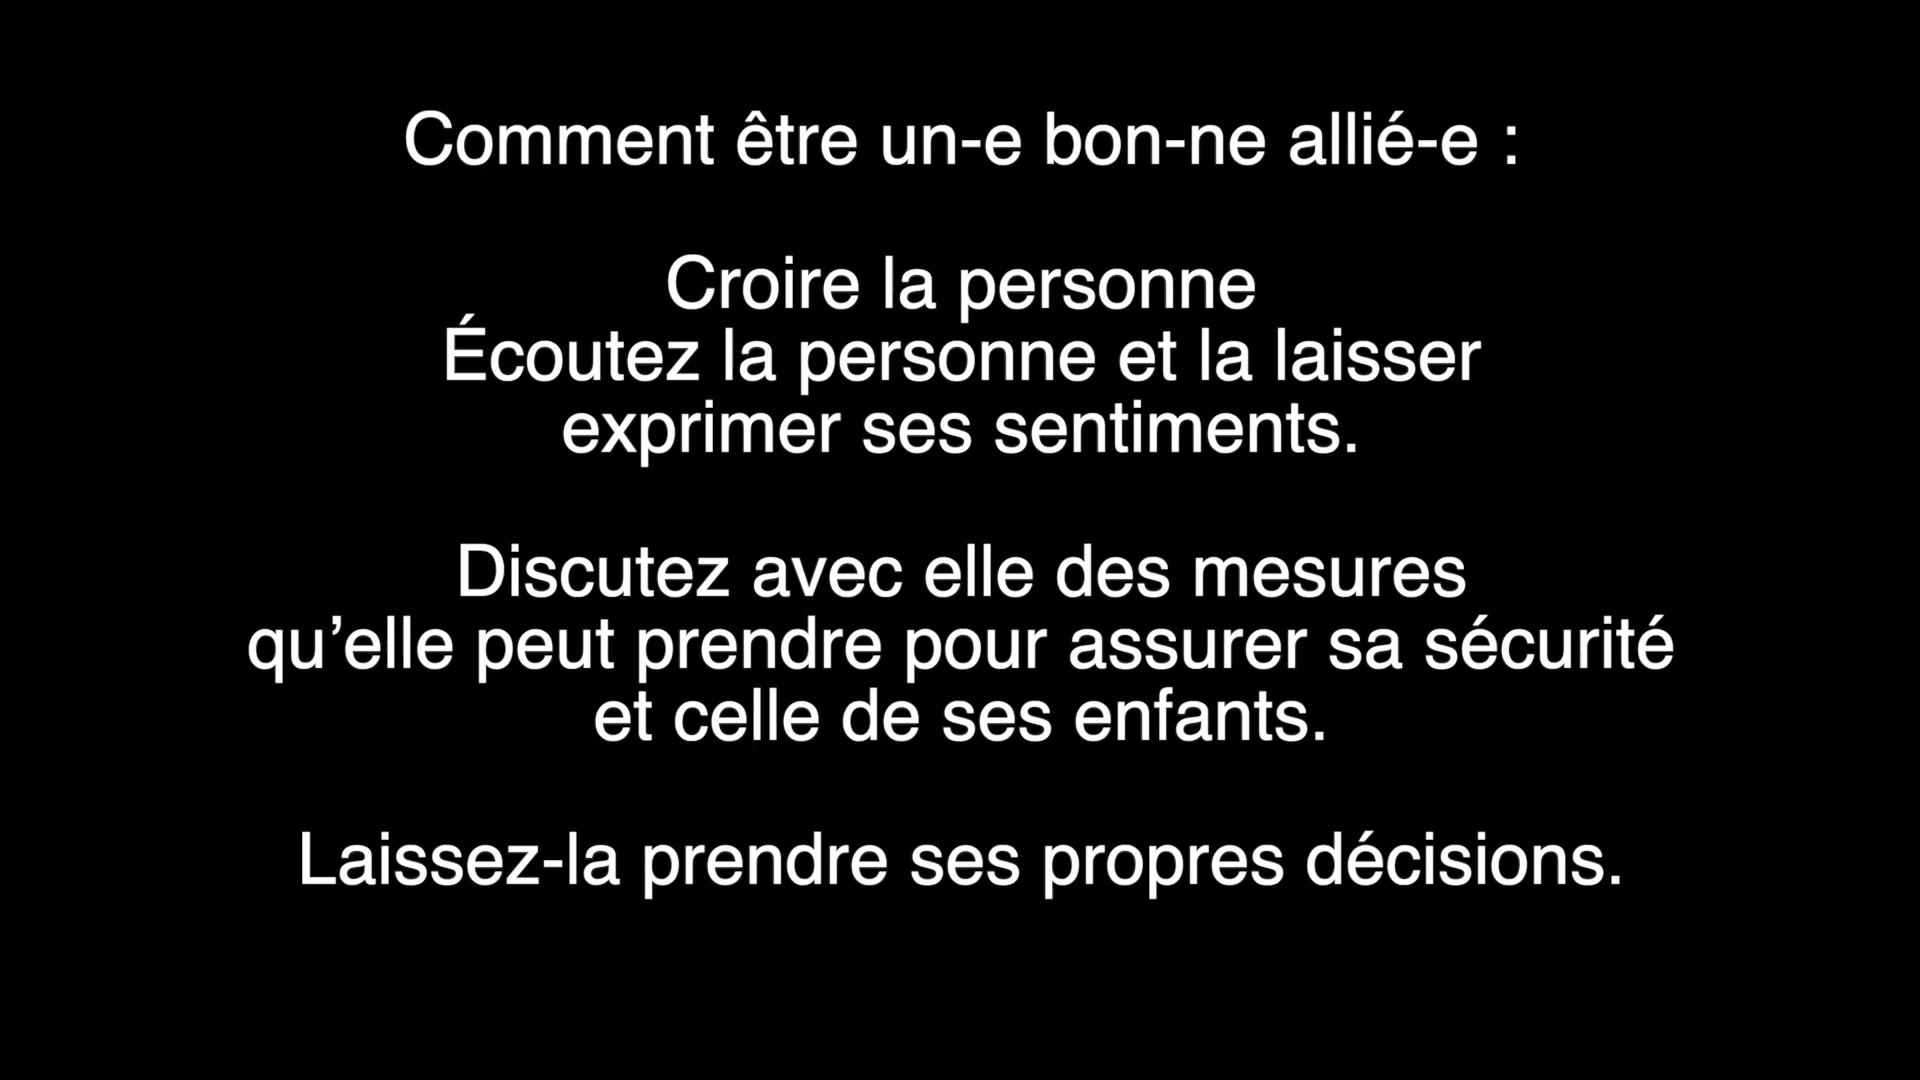 Comment être un-e bon-ne allié-e :
Croire la personne
Écoutez la personne et la laisser
exprimer ses sentiments.
Discutez avec elle des mesures
qu’elle peut prendre pour assurer sa sécurité
et celle de ses enfants.
Laissez-la prendre ses propres décisions.